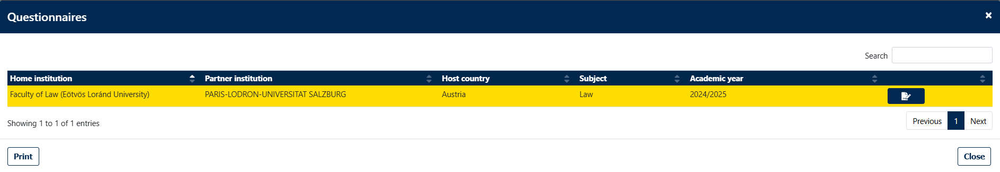 Questionnaires ×
Search
Home institution Partner institution Host country Subject Academic year
Faculty of Law (Eötvös Loránd University) PARIS-LODRON-UNIVERSITAT SALZBURG Austria Law 2024/2025
Showing 1 to 1 of 1 entries Previous 1 Next
Print Close